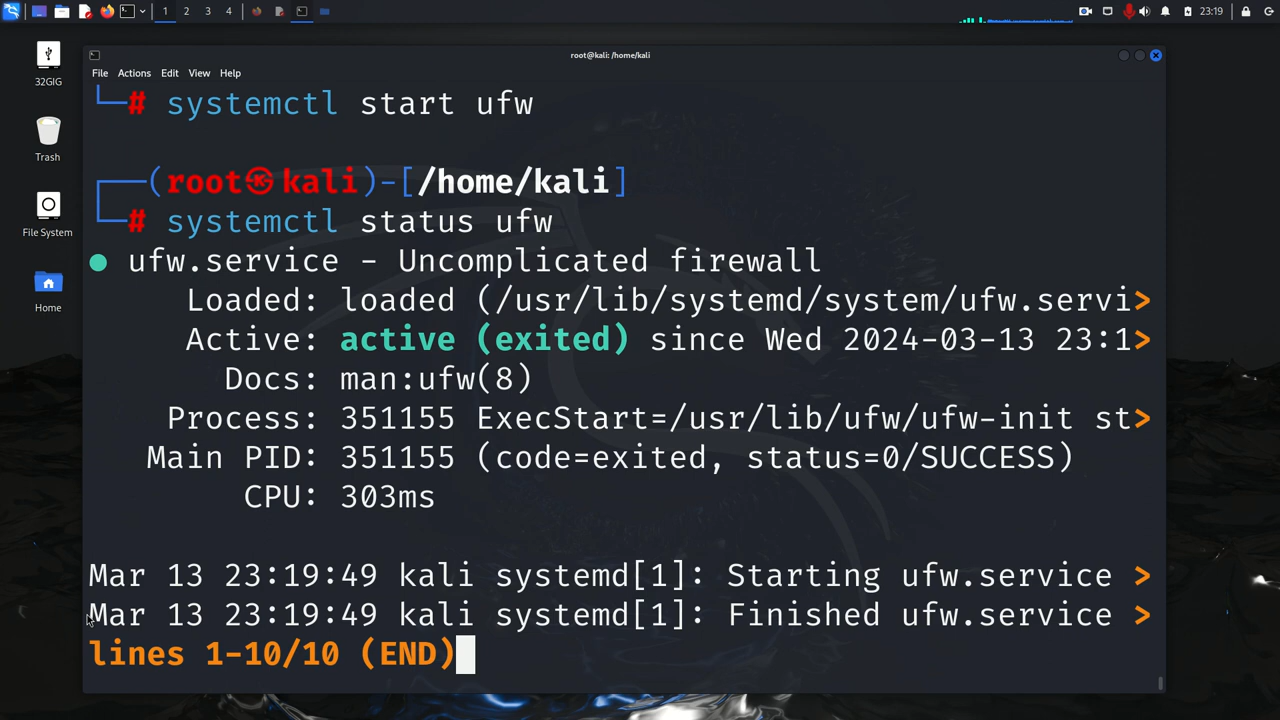 1 2 3 4
23:19
root@kali: /home/kali
File Actions Edit View Help
32GIG
Trash
File System
Home
└─# systemctl start ufw
┌──(root㉿kali)-[/home/kali]
└─# systemctl status ufw
● ufw.service - Uncomplicated firewall
Loaded: loaded (/usr/lib/systemd/system/ufw.servi>
Active: active (exited) since Wed 2024-03-13 23:1>
Docs: man:ufw(8)
Process: 351155 ExecStart=/usr/lib/ufw/ufw-init st>
Main PID: 351155 (code=exited, status=0/SUCCESS)
CPU: 303ms
Mar 13 23:19:49 kali systemd[1]: Starting ufw.service >
Mar 13 23:19:49 kali systemd[1]: Finished ufw.service >
lines 1-10/10 (END)